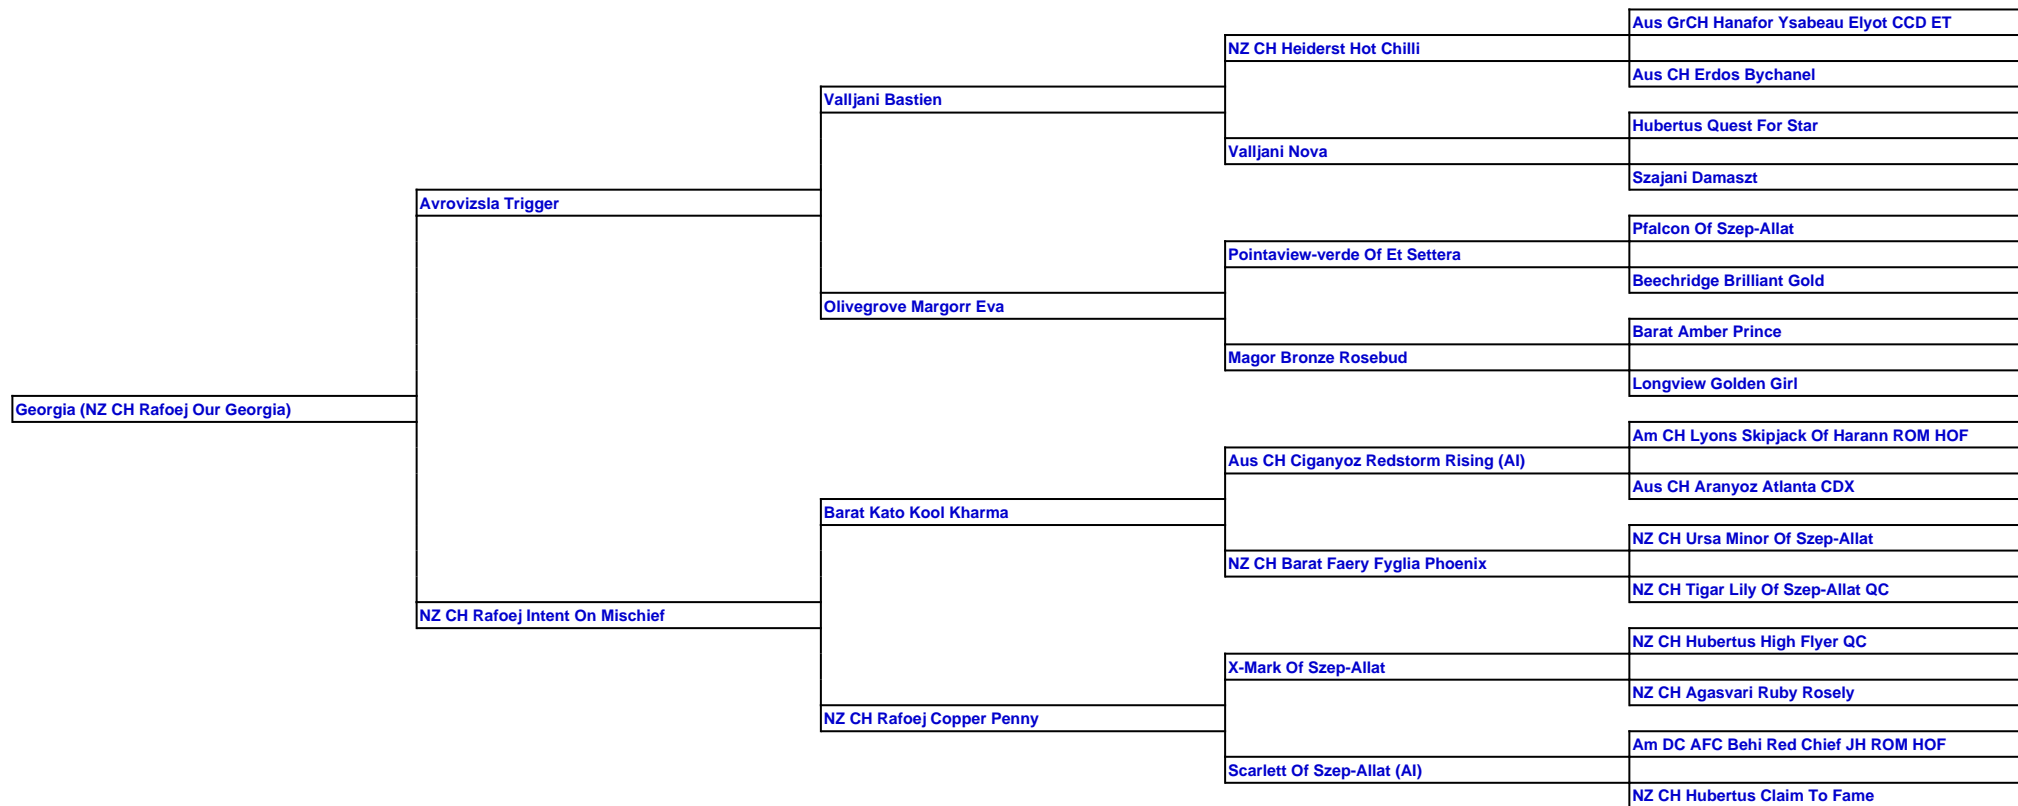 Aus GrCH Hanafor Ysabeau Elyot CCD ET
NZ CH Heiderst Hot Chilli
Aus CH Erdos Bychanel
Valljani Bastien
Hubertus Quest For Star
Valljani Nova
Szajani Damaszt
Avrovizsla Trigger
Pfalcon Of Szep-Allat
Pointaview-verde Of Et Settera
Beechridge Brilliant Gold
Olivegrove Margorr Eva
Barat Amber Prince
Magor Bronze Rosebud
Longview Golden Girl
Georgia (NZ CH Rafoej Our Georgia)
Am CH Lyons Skipjack Of Harann ROM HOF
Aus CH Ciganyoz Redstorm Rising (AI)
Aus CH Aranyoz Atlanta CDX
Barat Kato Kool Kharma
NZ CH Ursa Minor Of Szep-Allat
NZ CH Barat Faery Fyglia Phoenix
NZ CH Tigar Lily Of Szep-Allat QC
NZ CH Rafoej Intent On Mischief
NZ CH Hubertus High Flyer QC
X-Mark Of Szep-Allat
NZ CH Agasvari Ruby Rosely
NZ CH Rafoej Copper Penny
Am DC AFC Behi Red Chief JH ROM HOF
Scarlett Of Szep-Allat (AI)
NZ CH Hubertus Claim To Fame